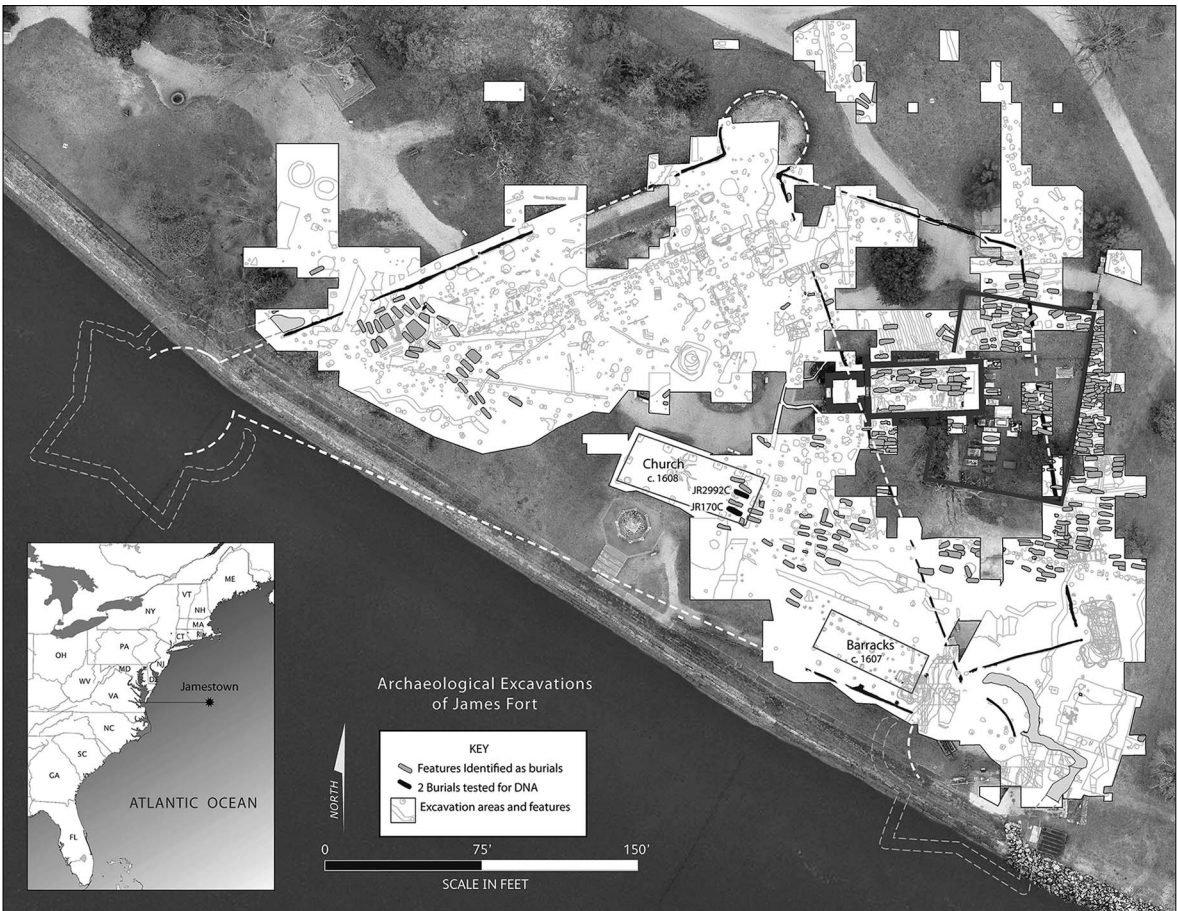 Church
c. 1608
JR2992C
JR170C
Barracks
c. 1607
ME
VT
NH
NY
MA
CT
RI
PA
OH
NJ
MD
WV
VA
Jamestown
NC
SC
GA
ATLANTIC OCEAN
FL
Archaeological Excavations
of James Fort
NORTH
KEY
Features Identified as burials
2 Burials tested for DNA
Excavation areas and features
0
75'
150'
SCALE IN FEET